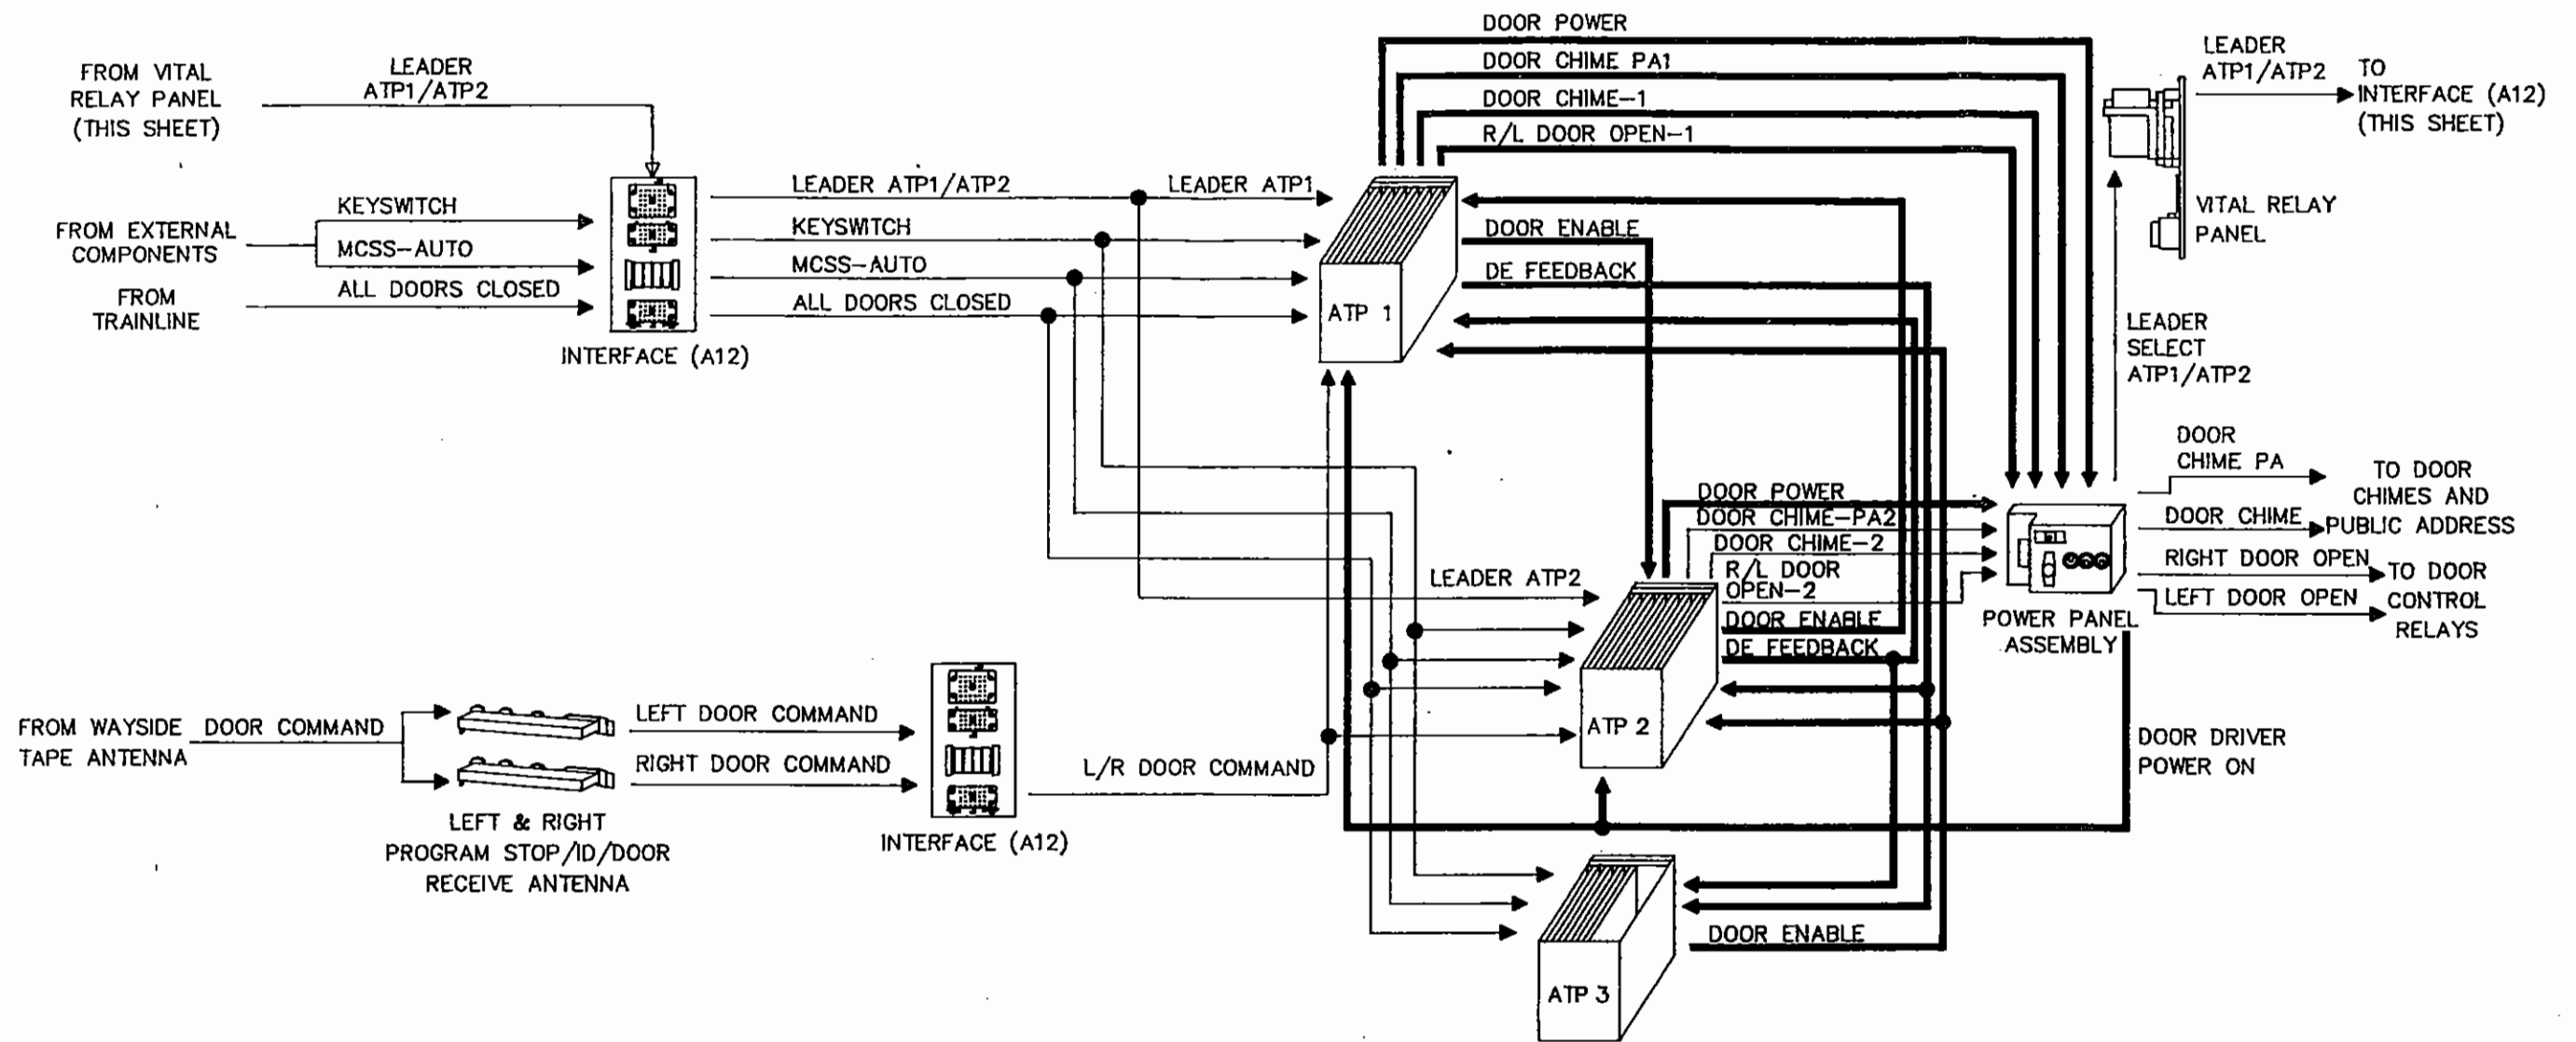 FROM VITAL
RELAY PANEL
(THIS SHEET)
LEADER
ATP1/ATP2
FROM EXTERNAL
COMPONENTS
KEYSWITCH
MCSS-AUTO
FROM
TRAINLINE
ALL DOORS CLOSED
INTERFACE (A12)
LEADER ATP1/ATP2
LEADER ATP1
KEYSWITCH
MCSS-AUTO
ALL DOORS CLOSED
ATP 1
DOOR POWER
DOOR CHIME PA1
DOOR CHIME-1
R/L DOOR OPEN-1
DOOR ENABLE
DE FEEDBACK
LEADER
ATP1/ATP2
TO
INTERFACE (A12)
(THIS SHEET)
VITAL RELAY
PANEL
LEADER
SELECT
ATP1/ATP2
DOOR
CHIME PA
TO DOOR
CHIMES AND
PUBLIC ADDRESS
DOOR CHIME
RIGHT DOOR OPEN
LEFT DOOR OPEN
TO DOOR
CONTROL
RELAYS
POWER PANEL
ASSEMBLY
DOOR POWER
DOOR CHIME-PA2
DOOR CHIME-2
R/L DOOR
OPEN-2
DOOR ENABLE
DE FEEDBACK
LEADER ATP2
ATP 2
DOOR DRIVER
POWER ON
FROM WAYSIDE
TAPE ANTENNA
DOOR COMMAND
LEFT DOOR COMMAND
RIGHT DOOR COMMAND
LEFT & RIGHT
PROGRAM STOP/ID/DOOR
RECEIVE ANTENNA
INTERFACE (A12)
L/R DOOR COMMAND
DOOR ENABLE
ATP 3